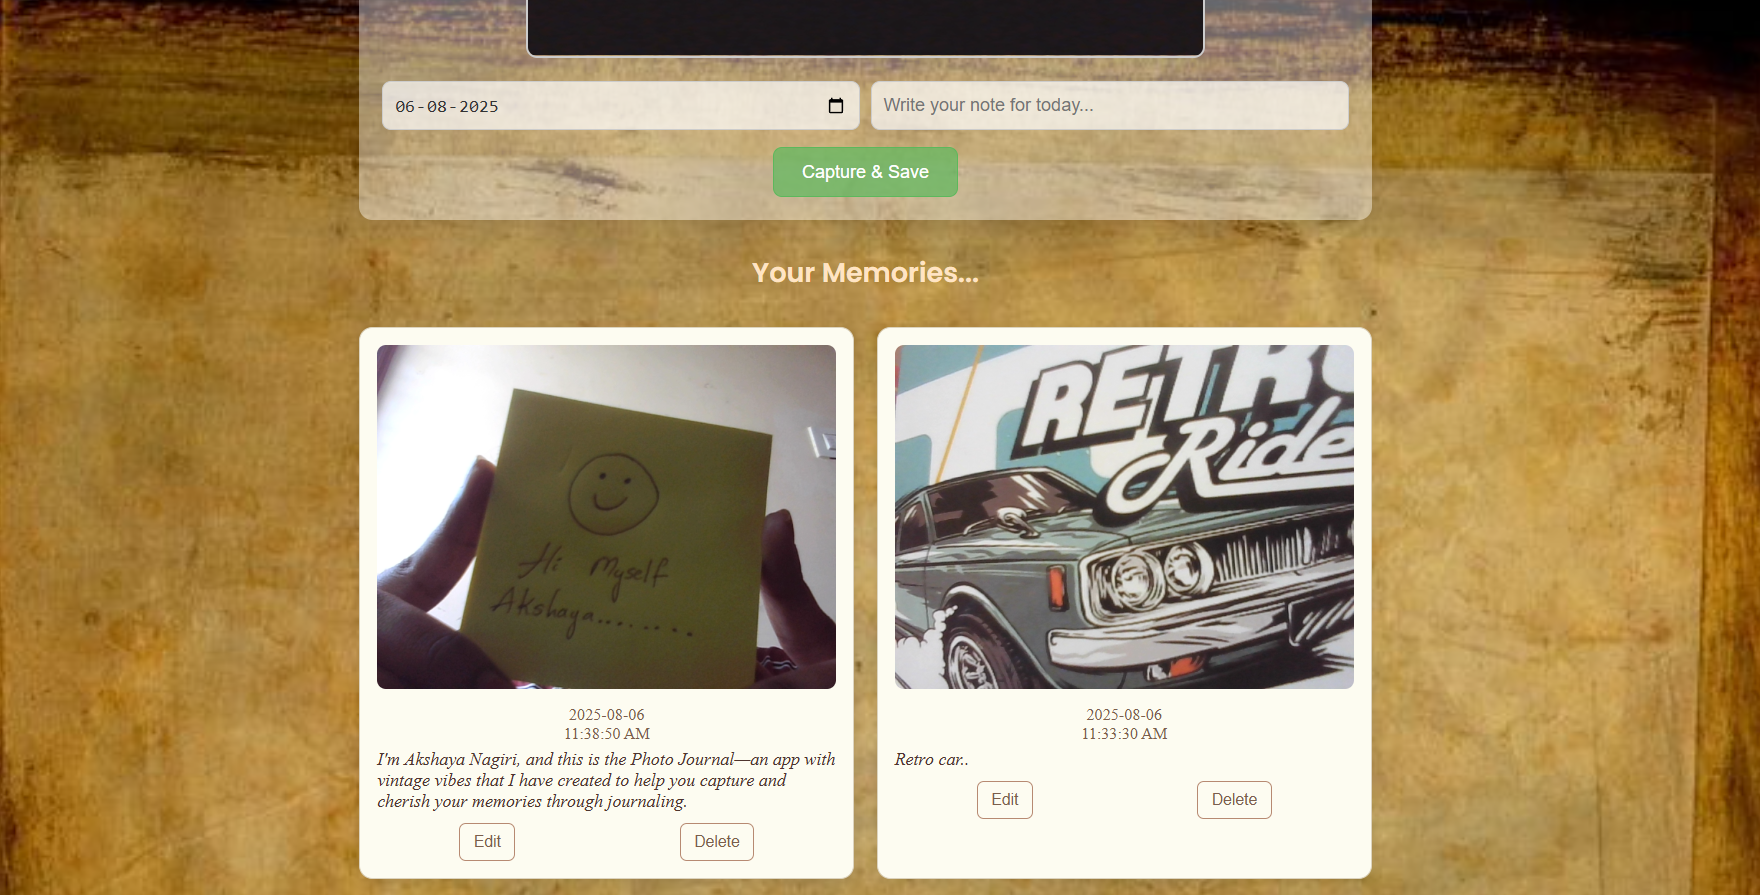 06-08-2025
Write your note for today...
Capture & Save
Your Memories...
Hi Myself
Akshaya........
2025-08-06
11:38:50 AM
I'm Akshaya Nagiri, and this is the Photo Journal—an app with
vintage vibes that I have created to help you capture and
cherish your memories through journaling.
Edit
Delete
RETRO
Ride
2025-08-06
11:33:30 AM
Retro car..
Edit
Delete